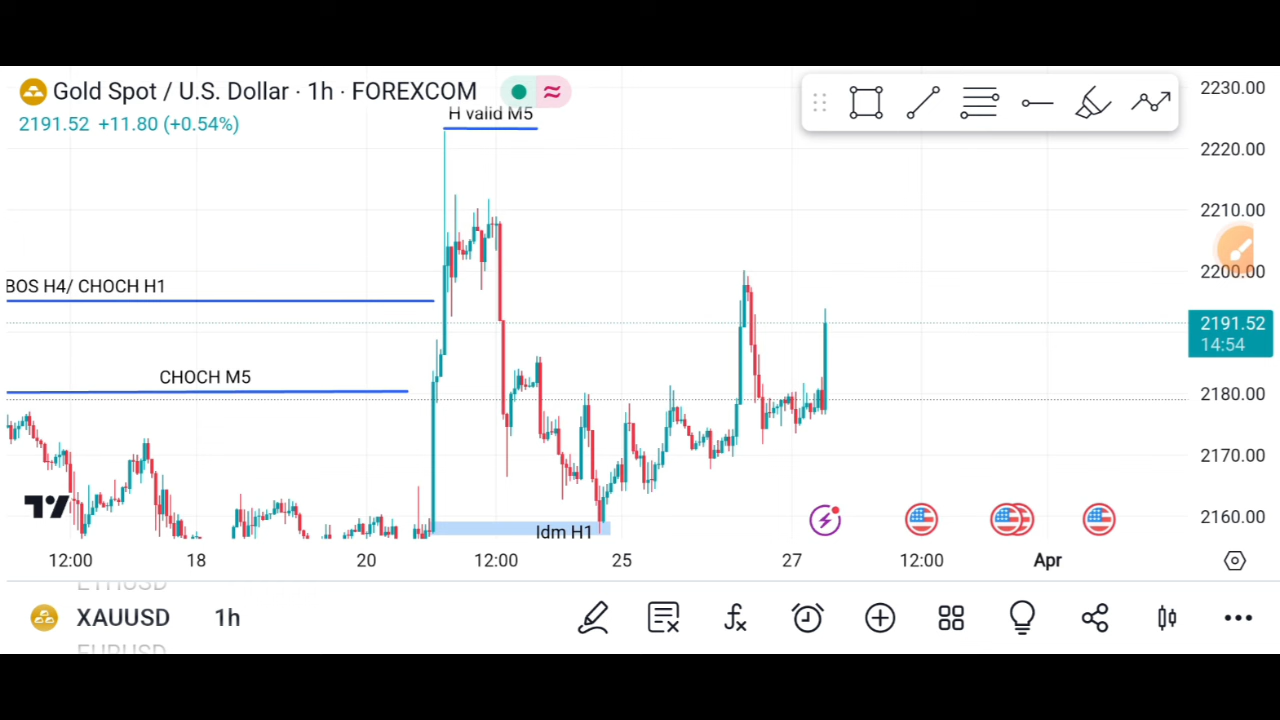 Gold Spot / U.S. Dollar · 1h · FOREXCOM
2191.52 +11.80 (+0.54%)
H valid M5
BOS H4/ CHOCH H1
CHOCH M5
Idm H1
2230.00
2220.00
2210.00
2200.00
2191.52
14:54
2180.00
2170.00
2160.00
12:00 18 20 12:00 25 27 12:00 Apr
ETHUSD
XAUUSD 1h
EURUSD